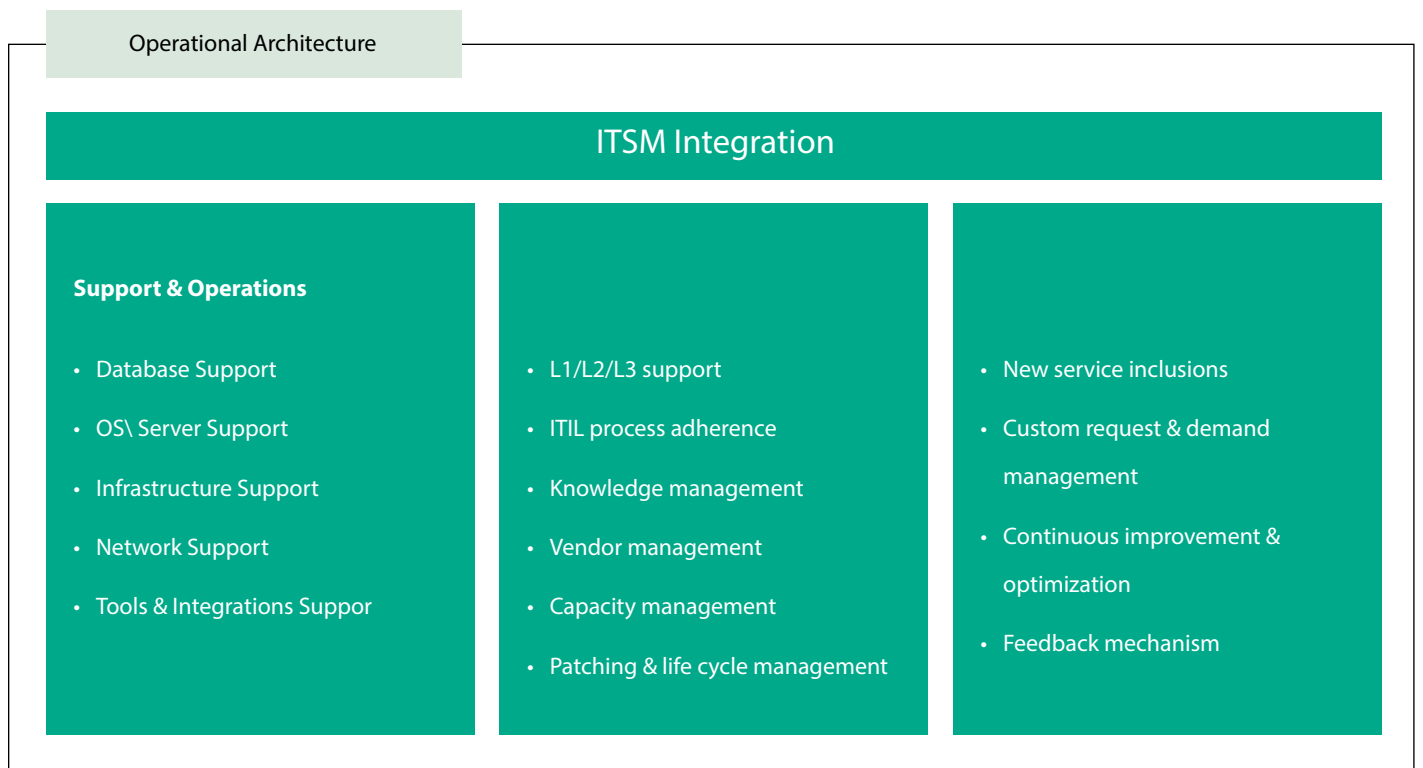 Operational Architecture
ITSM Integration
Support & Operations
• Database Support
• OS\ Server Support
• Infrastructure Support
• Network Support
• Tools & Integrations Suppor
• L1/L2/L3 support
• ITIL process adherence
• Knowledge management
• Vendor management
• Capacity management
• Patching & life cycle management
• New service inclusions
• Custom request & demand
management
• Continuous improvement &
optimization
• Feedback mechanism